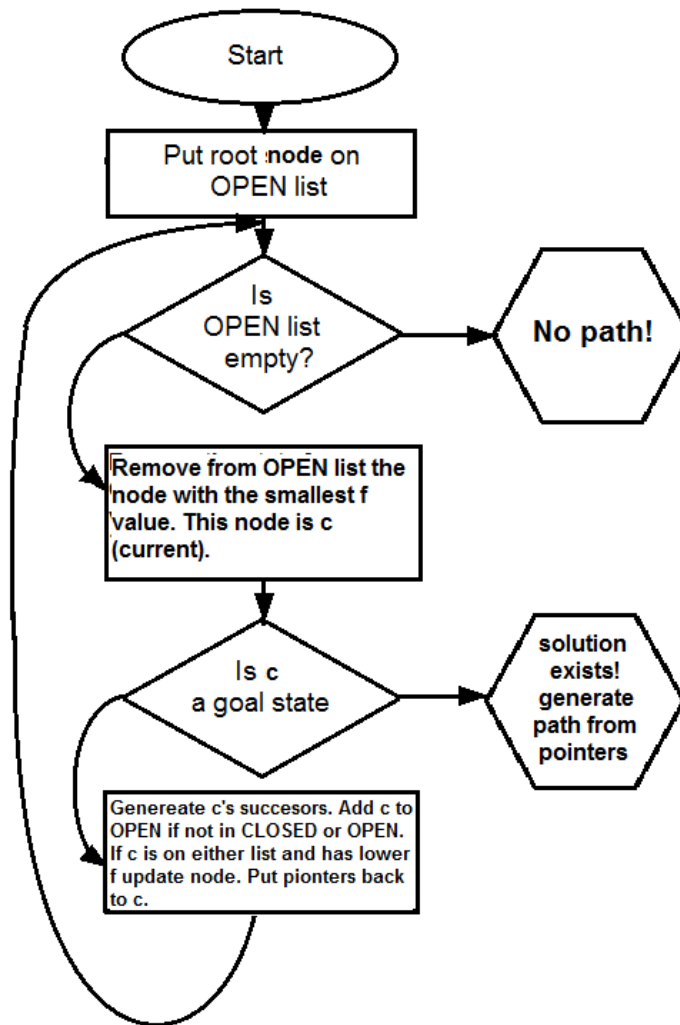 Start
Put root node on
OPEN list
Is
OPEN list
empty?
No path!
Remove from OPEN list the
node with the smallest f
value. This node is c
(current).
Is c
a goal state
solution
exists!
generate
path from
pointers
Genereate c's succesors. Add c to
OPEN if not in CLOSED or OPEN.
If c is on either list and has lower
f update node. Put pionters back
to c.